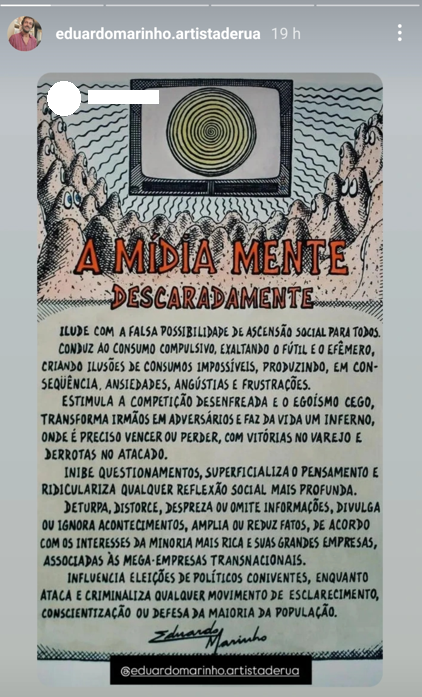 eduardomarinho.artistaderua 19 h
A MÍDIA MENTE
DESCARADAMENTE
ILUDE COM A FALSA POSSIBILIDADE DE ASCENSÃO SOCIAL PARA TODOS.
CONDUZ AO CONSUMO COMPULSIVO, EXALTANDO O FÚTIL E O EFÊMERO,
CRIANDO ILUSÕES DE CONSUMOS IMPOSSÍVEIS, PRODUZINDO, EM CON-
SEQÜÊNCIA, ANSIEDADES, ANGÚSTIAS E FRUSTRAÇÕES.
ESTIMULA A COMPETIÇÃO DESENFREADA E O EGOÍSMO CEGO,
TRANSFORMA IRMÃOS EM ADVERSÁRIOS E FAZ DA VIDA UM INFERNO,
ONDE É PRECISO VENCER OU PERDER, COM VITÓRIAS NO VAREJO E
DERROTAS NO ATACADO.
INIBE QUESTIONAMENTOS, SUPERFICIALIZA O PENSAMENTO E
RIDICULARIZA QUALQUER REFLEXÃO SOCIAL MAIS PROFUNDA.
DETURPA, DISTORCE, DESPREZA OU OMITE INFORMAÇÕES, DIVULGA
OU IGNORA ACONTECIMENTOS, AMPLIA OU REDUZ FATOS, DE ACORDO
COM OS INTERESSES DA MINORIA MAIS RICA E SUAS GRANDES EMPRESAS,
ASSOCIADAS ÀS MEGA-EMPRESAS TRANSNACIONAIS.
INFLUENCIA ELEIÇÕES DE POLÍTICOS CONIVENTES, ENQUANTO
ATACA E CRIMINALIZA QUALQUER MOVIMENTO DE ESCLARECIMENTO,
CONSCIENTIZAÇÃO OU DEFESA DA MAIORIA DA POPULAÇÃO.
Eduardo
Marinho
@eduardomarinho.artistaderua